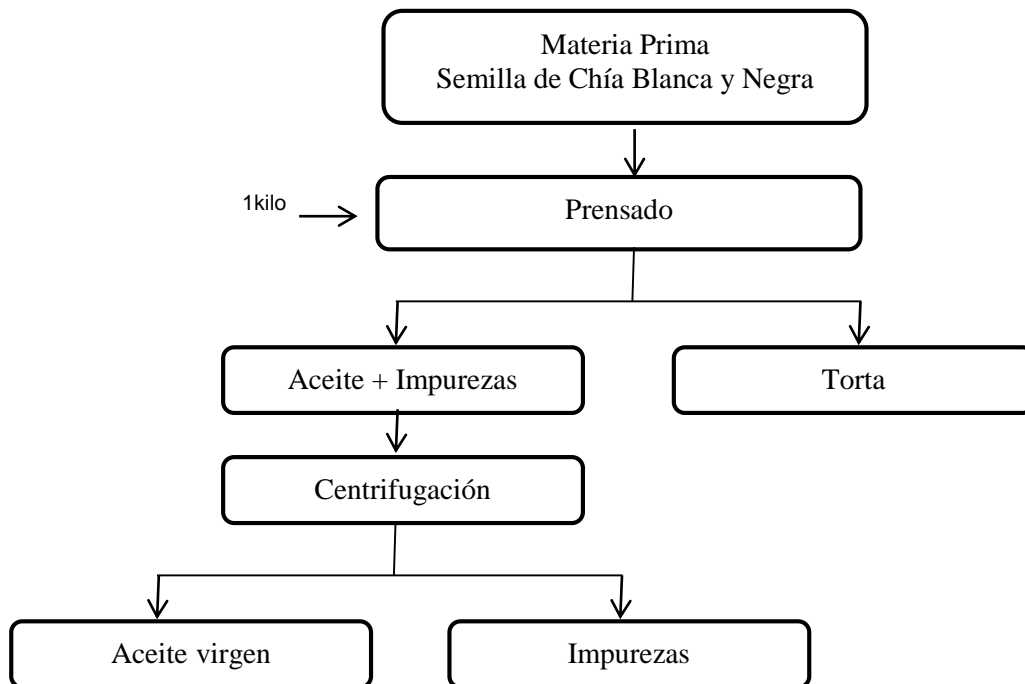 Materia Prima
Semilla de Chía Blanca y Negra
1kilo
Prensado
Aceite + Impurezas
Torta
Centrifugación
Aceite virgen
Impurezas